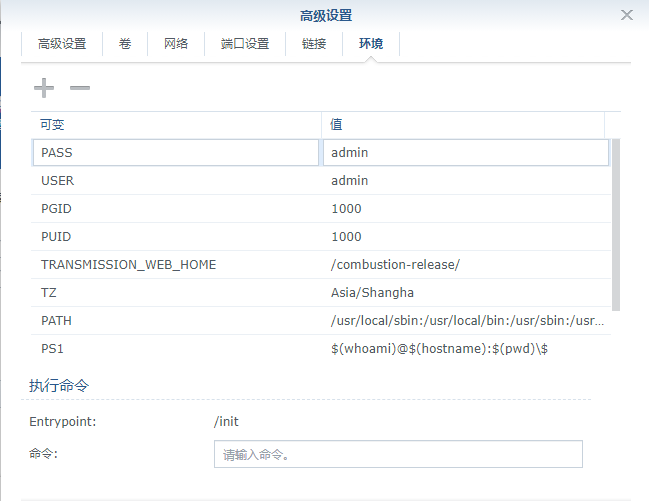 高级设置
高级设置 卷 网络 端口设置 链接 环境
可变 值
PASS admin
USER admin
PGID 1000
PUID 1000
TRANSMISSION_WEB_HOME /combustion-release/
TZ Asia/Shangha
PATH /usr/local/sbin:/usr/local/bin:/usr/sbin:/usr...
PS1 $(whoami)@$(hostname):$(pwd)\$
执行命令
Entrypoint: /init
命令: 请输入命令。